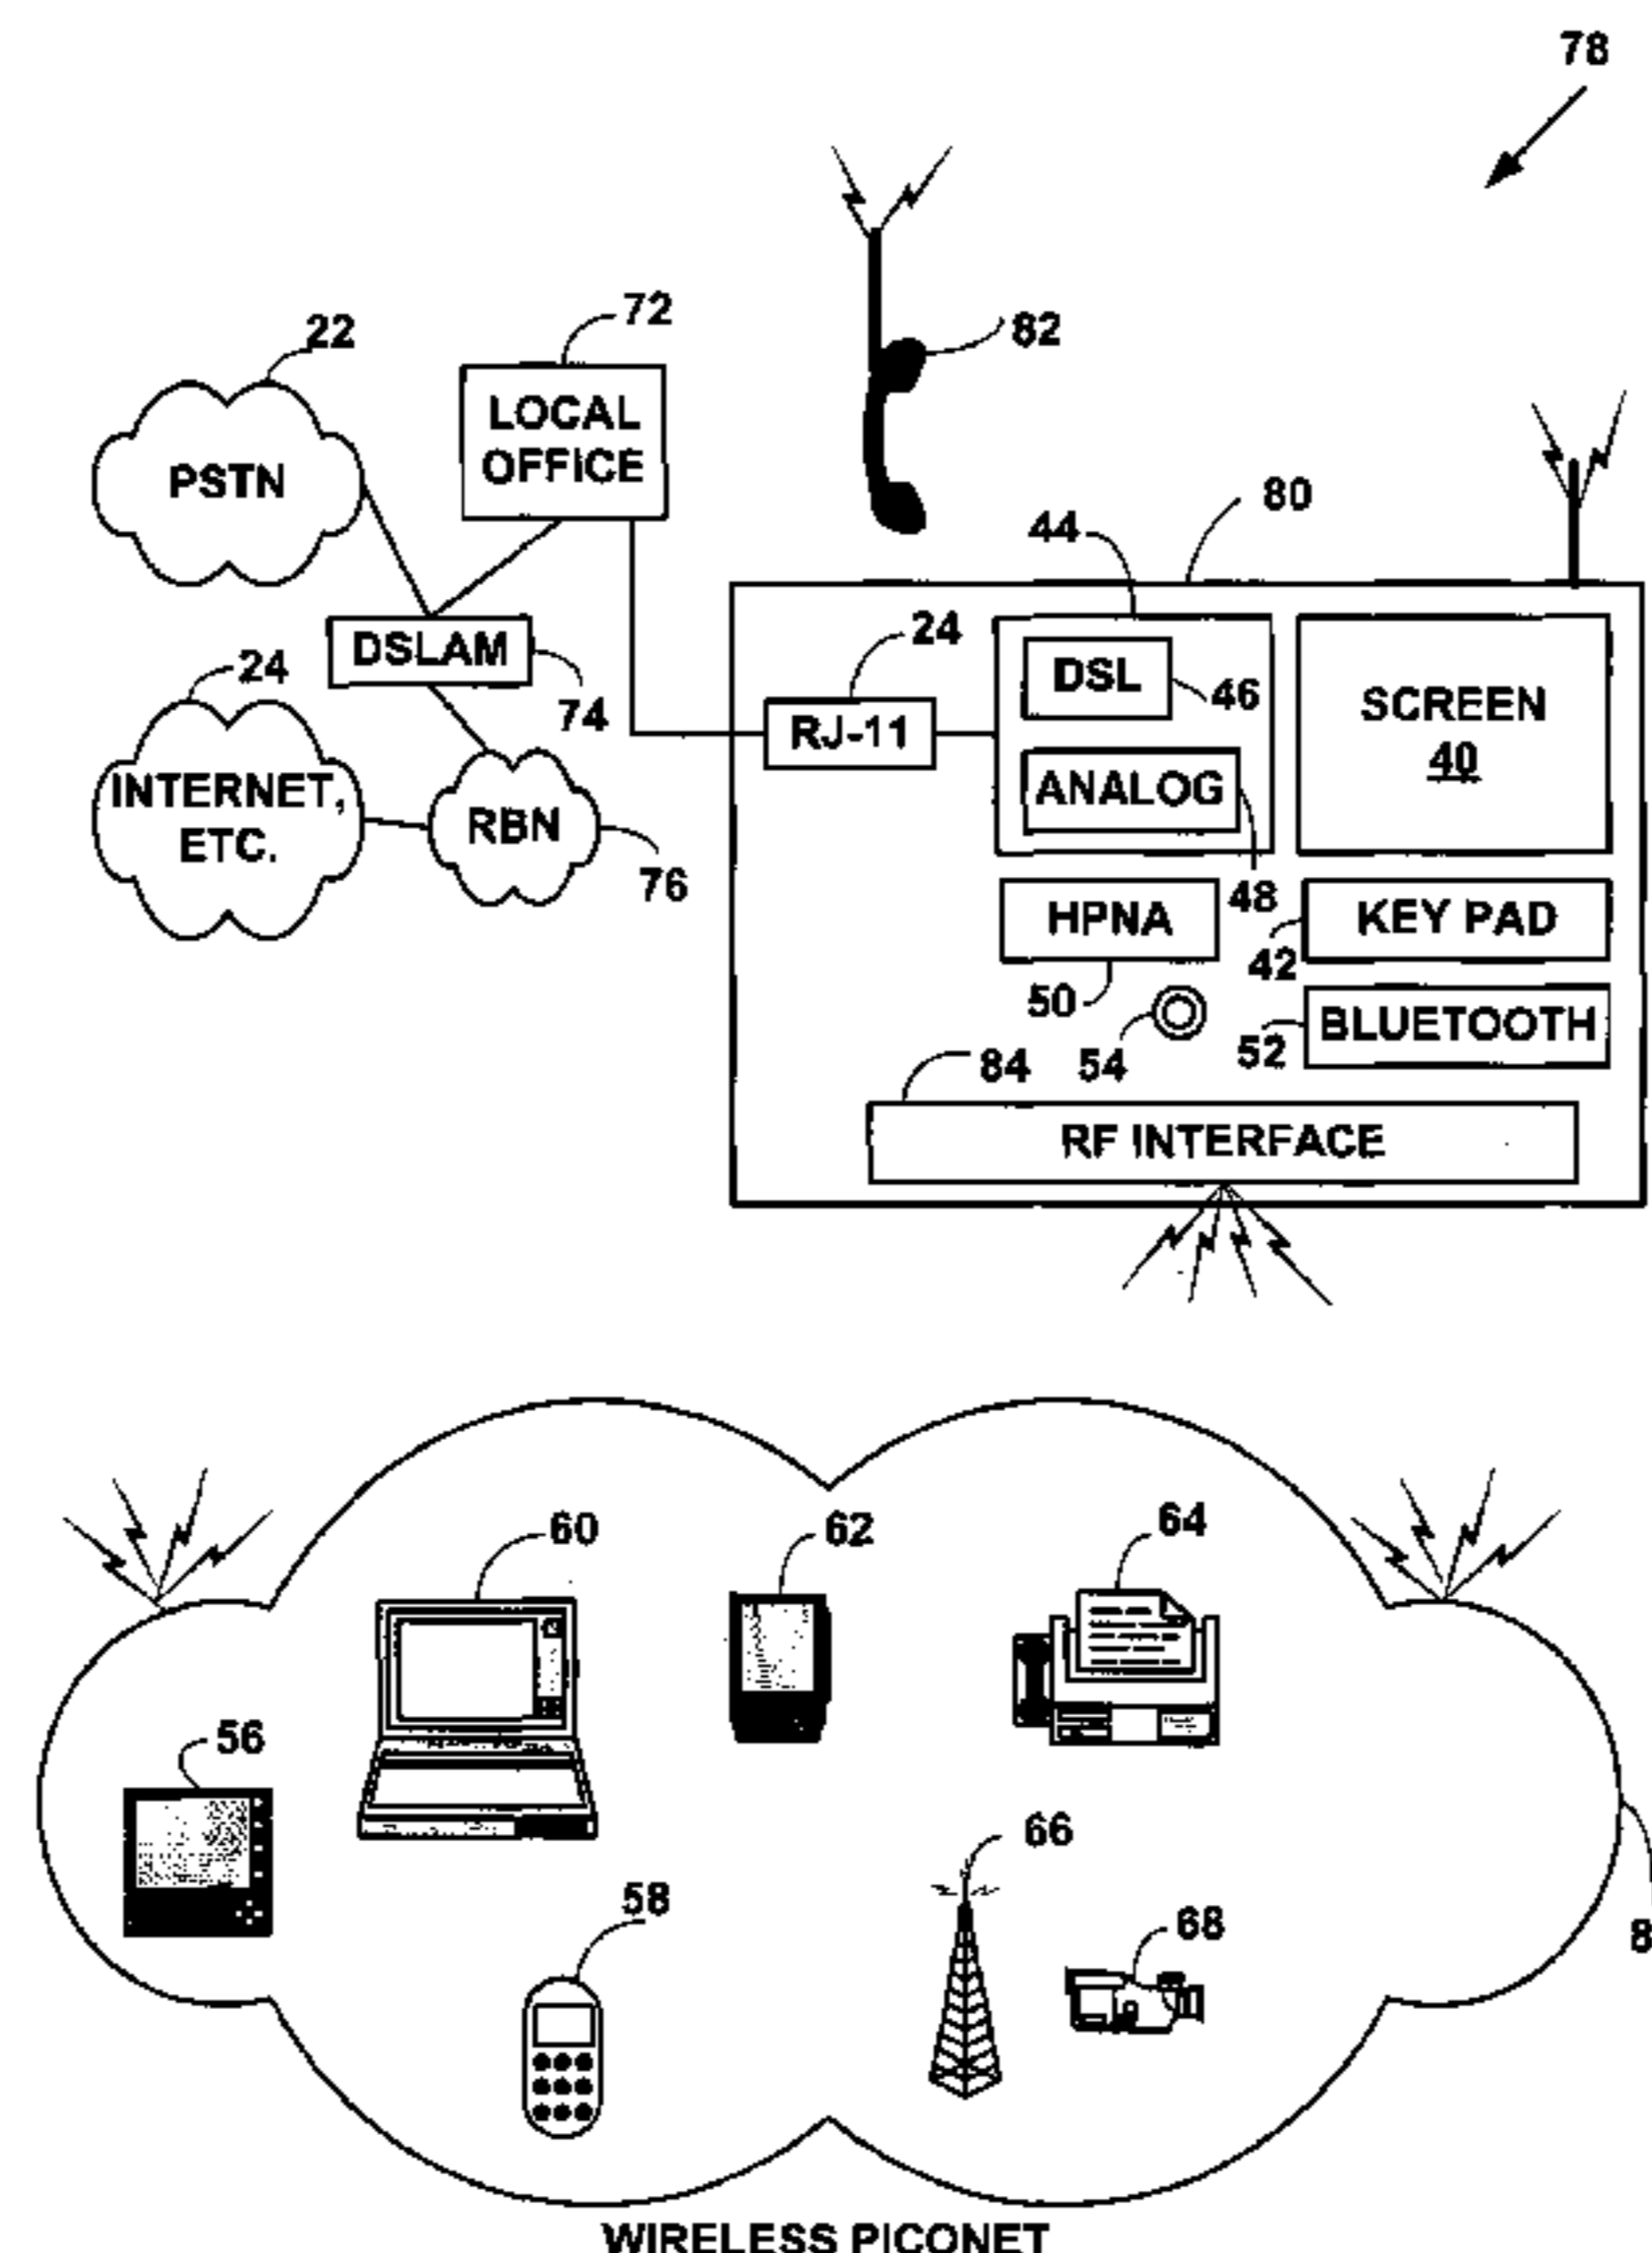 78
82
72
22
LOCAL
OFFICE
PSTN
80
44
24
DSLAM
24
74
DSL
46
SCREEN
40
RJ-11
INTERNET,
ETC.
RBN
ANALOG
76
48
HPNA
KEY PAD
42
50
54
52
BLUETOOTH
84
RF INTERFACE
60
62
64
56
66
58
68
WIRELESS PICONET